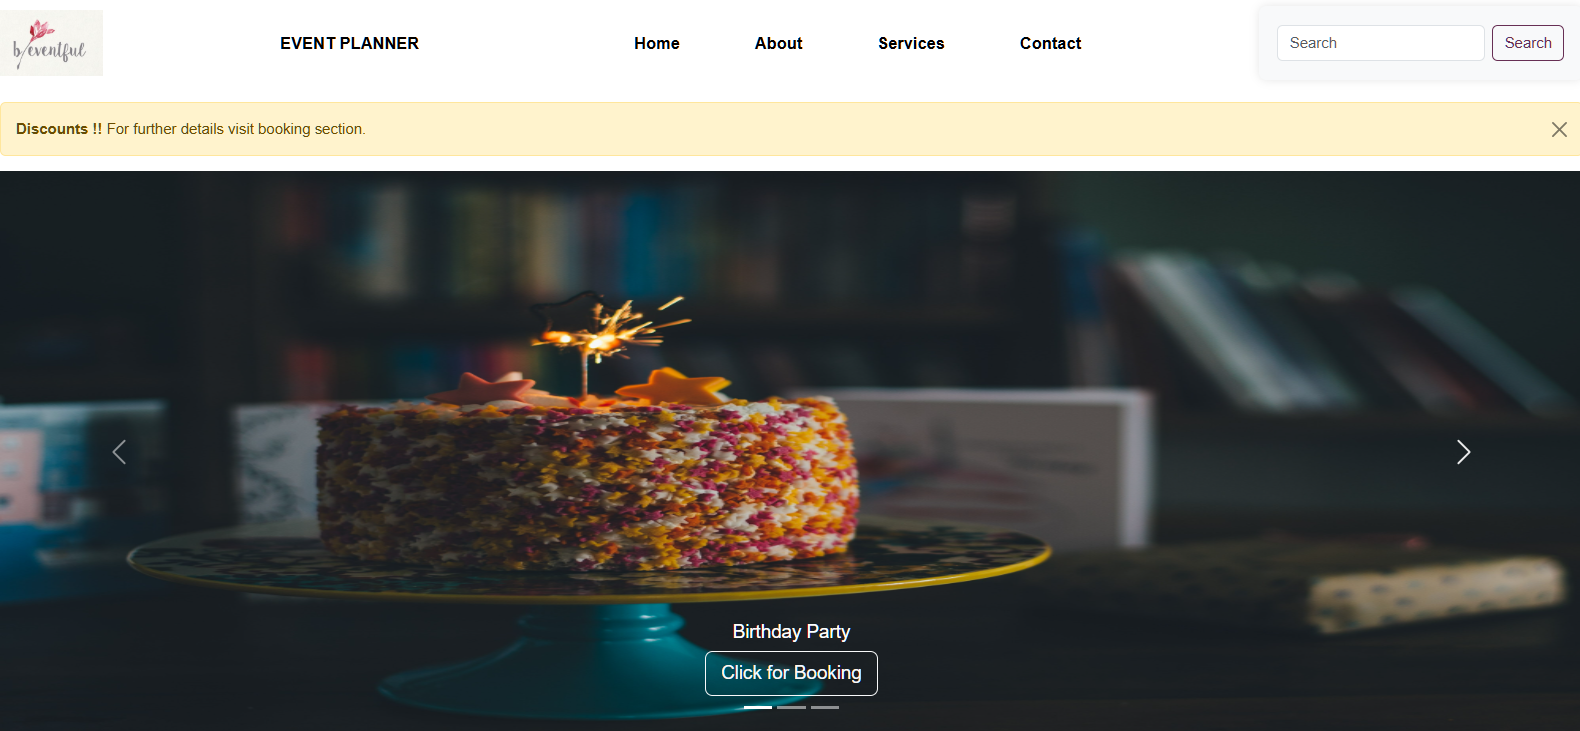 b/eventful
EVENT PLANNER
Home
About
Services
Contact
Search
Search
Discounts !! For further details visit booking section.
Birthday Party
Click for Booking